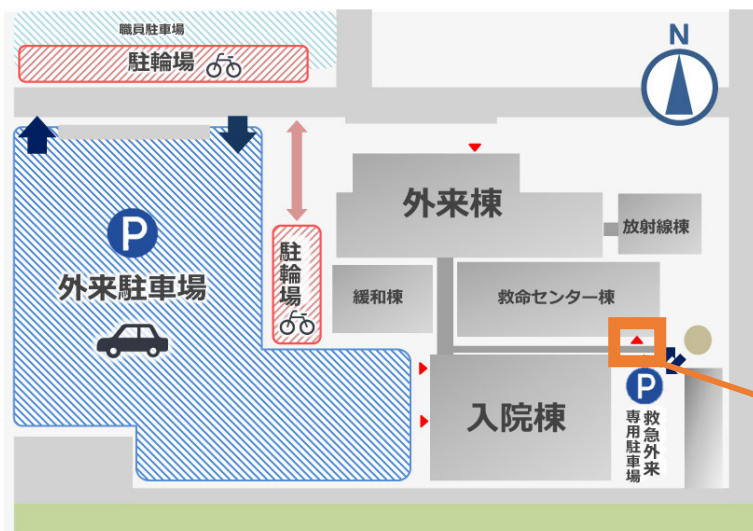 職員駐車場
駐輪場
N
外来棟
放射線棟
P
外来駐車場
駐輪場
緩和棟
救命センター棟
入院棟
P
救急外来
専用駐車場